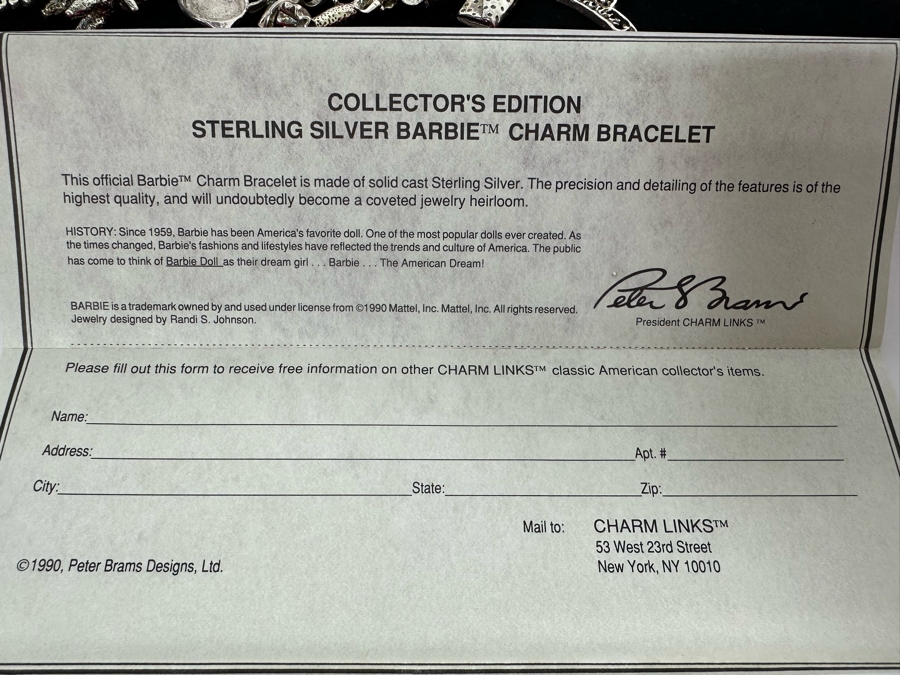 COLLECTOR'S EDITION
STERLING SILVER BARBIE™ CHARM BRACELET
This official Barbie™ Charm Bracelet is made of solid cast Sterling Silver. The precision and detailing of the features is of the
highest quality, and will undoubtedly become a coveted jewelry heirloom.
HISTORY: Since 1959, Barbie has been America's favorite doll. One of the most popular dolls ever created. As
the times changed, Barbie's fashions and lifestyles have reflected the trends and culture of America. The public
has come to think of Barbie Doll as their dream girl . . . Barbie . . . The American Dream!
BARBIE is a trademark owned by and used under license from ©1990 Mattel, Inc. Mattel, Inc. All rights reserved.
Jewelry designed by Randi S. Johnson.
Peter S Brams
President CHARM LINKS ™
Please fill out this form to receive free information on other CHARM LINKS™ classic American collector's items.
Name:
Address: Apt. #
City: State: Zip:
Mail to: CHARM LINKS™
53 West 23rd Street
New York, NY 10010
©1990, Peter Brams Designs, Ltd.